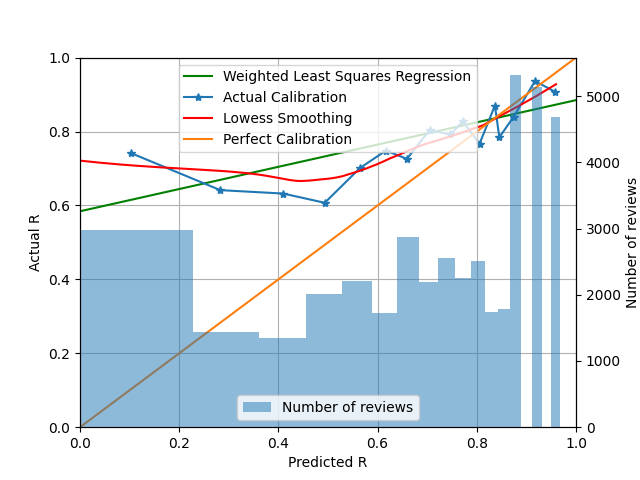 Weighted Least Squares Regression
Actual Calibration
Lowess Smoothing
Perfect Calibration
Number of reviews
1.0
0.8
0.6
0.4
0.2
0.0
Actual R
5000
4000
3000
2000
1000
0
Number of reviews
0.0 0.2 0.4 0.6 0.8 1.0
Predicted R